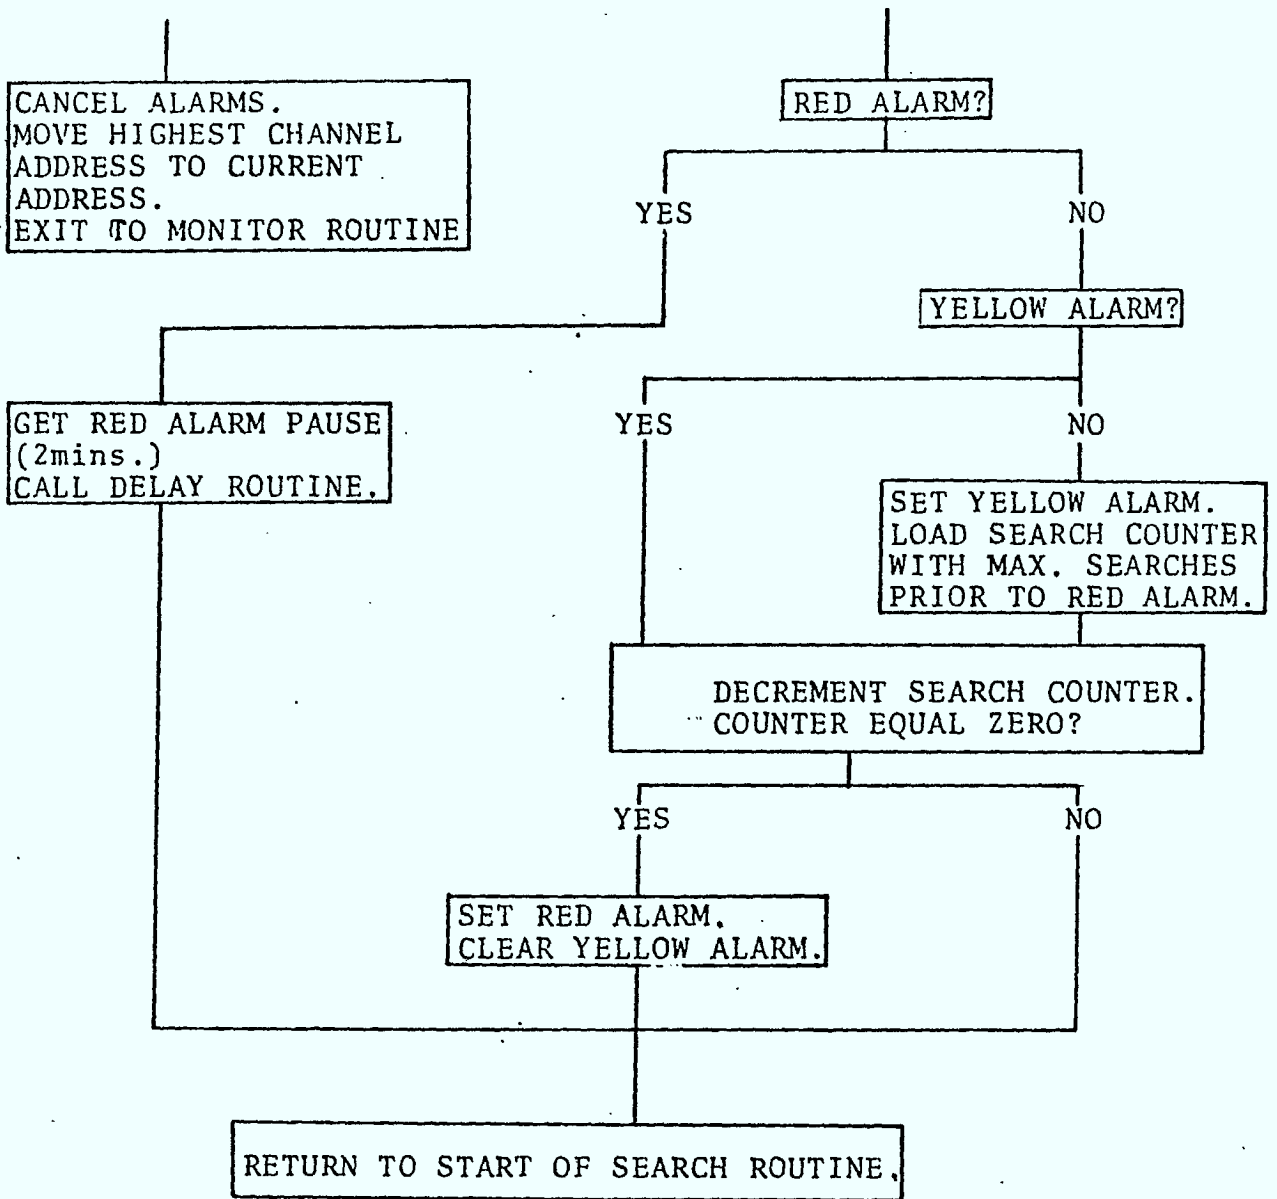 CANCEL ALARMS.
MOVE HIGHEST CHANNEL
ADDRESS TO CURRENT
ADDRESS.
EXIT TO MONITOR ROUTINE
RED ALARM?
YES
NO
YELLOW ALARM?
GET RED ALARM PAUSE
(2mins.)
CALL DELAY ROUTINE.
YES
NO
SET YELLOW ALARM.
LOAD SEARCH COUNTER
WITH MAX. SEARCHES
PRIOR TO RED ALARM.
DECREMENT SEARCH COUNTER.
COUNTER EQUAL ZERO?
YES
NO
SET RED ALARM.
CLEAR YELLOW ALARM.
RETURN TO START OF SEARCH ROUTINE.